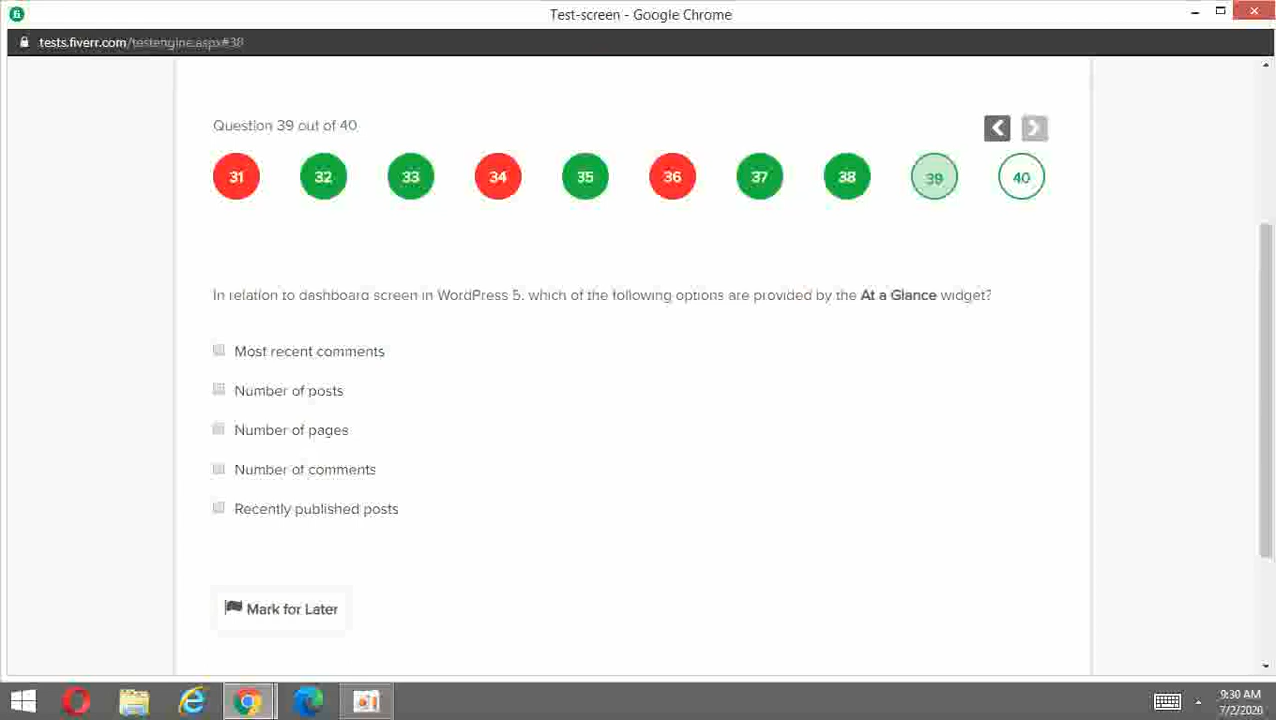 Test-screen - Google Chrome
tests.fiverr.com/testengine.aspx#38
Question 39 out of 40
31 32 33 34 35 36 37 38 39 40
In relation to dashboard screen in WordPress 5, which of the following options are provided by the At a Glance widget?
Most recent comments
Number of posts
Number of pages
Number of comments
Recently published posts
Mark for Later
9:30 AM
7/2/2020